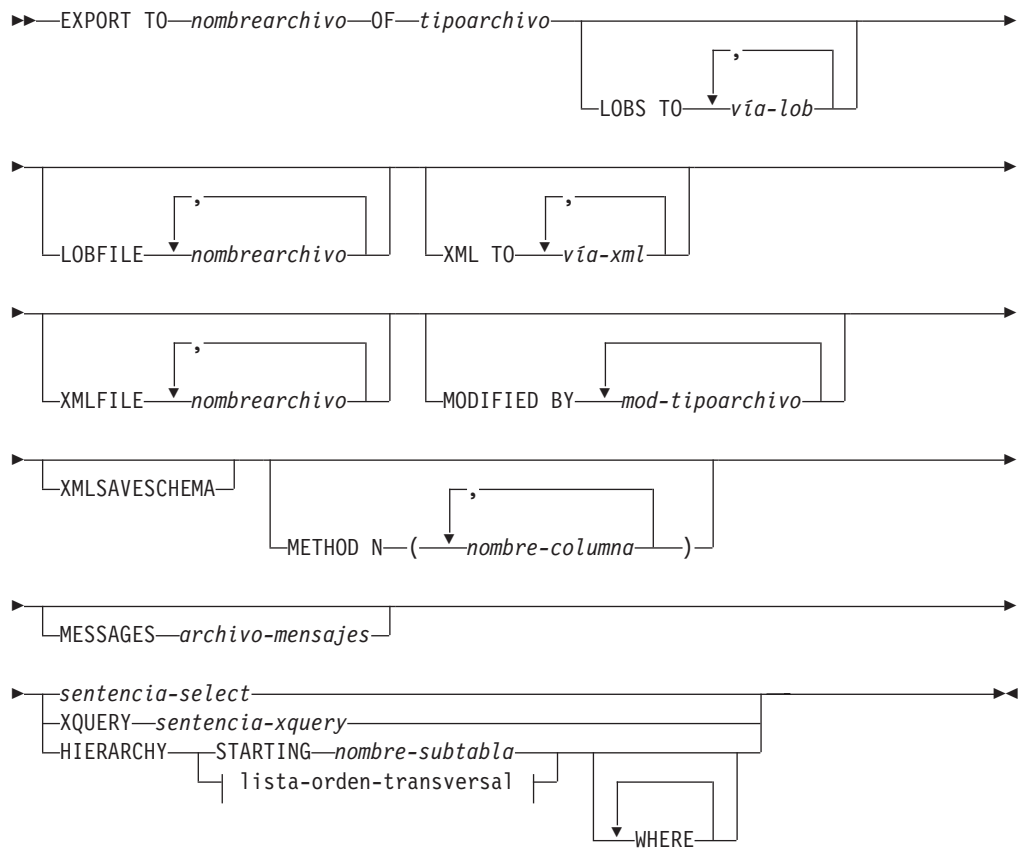 EXPORT TO nombrearchivo OF tipoarchivo
,
LOBS TO vía-lob
, ,
LOBFILE nombrearchivo XML TO vía-xml
,
XMLFILE nombrearchivo MODIFIED BY mod-tipoarchivo
XMLSAVESCHEMA
,
METHOD N ( nombre-columna )
MESSAGES archivo-mensajes
sentencia-select
XQUERY sentencia-xquery
HIERARCHY STARTING nombre-subtabla
lista-orden-transversal
WHERE